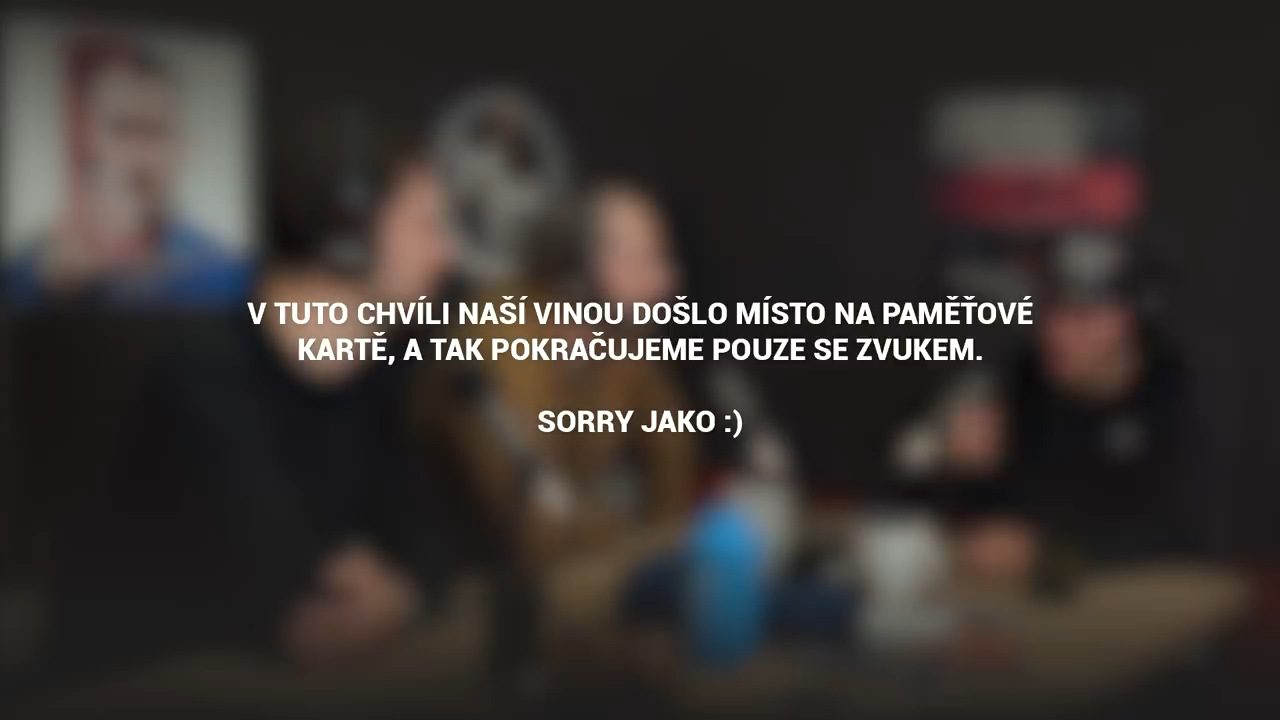 V TUTO CHVÍLI NAŠÍ VINOU DOŠLO MÍSTO NA PAMĚŤOVÉ
KARTĚ, A TAK POKRAČUJEME POUZE SE ZVUKEM.
SORRY JAKO :)